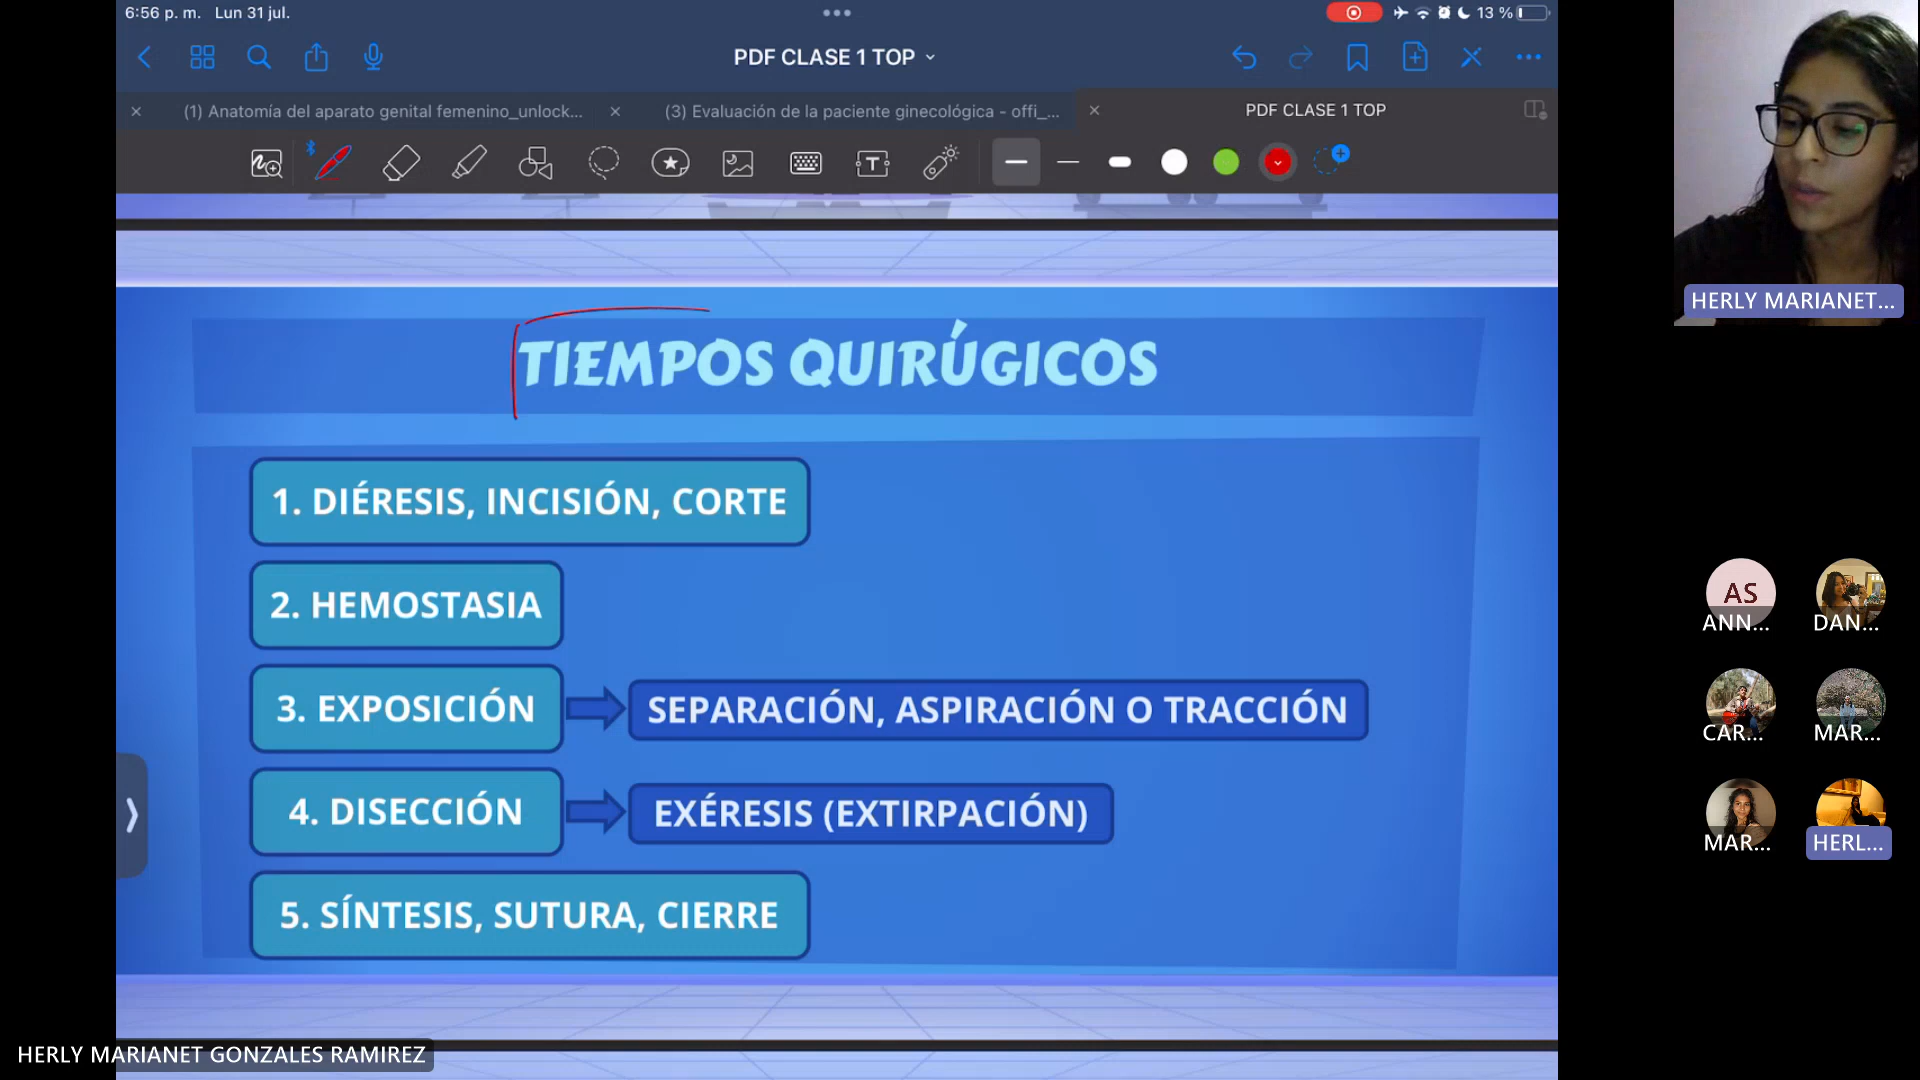 6:56 p. m. Lun 31 jul.
13 %
PDF CLASE 1 TOP
(1) Anatomía del aparato genital femenino_unlock...
(3) Evaluación de la paciente ginecológica - offi_...
PDF CLASE 1 TOP
T
TIEMPOS QUIRÚGICOS
1. DIÉRESIS, INCISIÓN, CORTE
2. HEMOSTASIA
3. EXPOSICIÓN
SEPARACIÓN, ASPIRACIÓN O TRACCIÓN
4. DISECCIÓN
EXÉRESIS (EXTIRPACIÓN)
5. SÍNTESIS, SUTURA, CIERRE
HERLY MARIANET GONZALES RAMIREZ
HERLY MARIANET...
AS
ANN...
DAN...
CAR...
MAR...
MAR...
HERL...